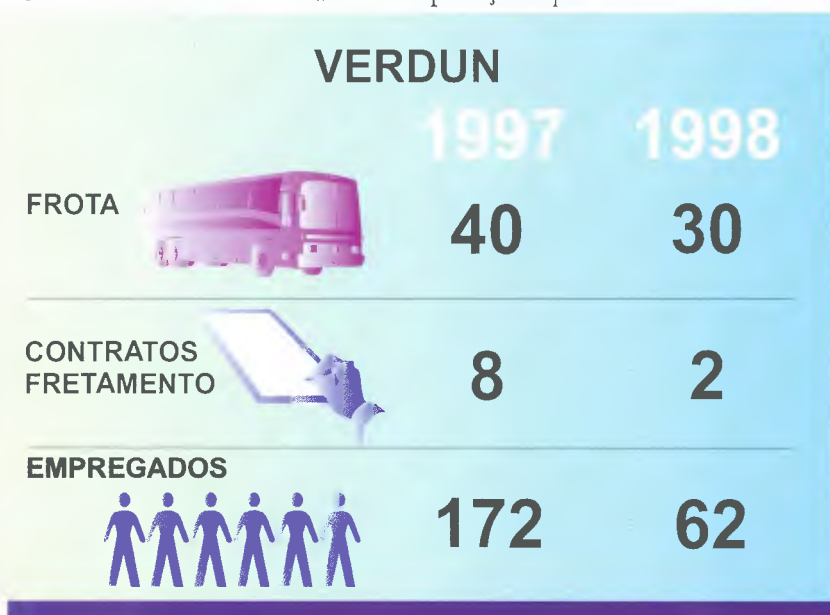 VERDUN
1997 1998
FROTA 40 30
CONTRATOS
FRETAMENTO 8 2
EMPREGADOS
172 62